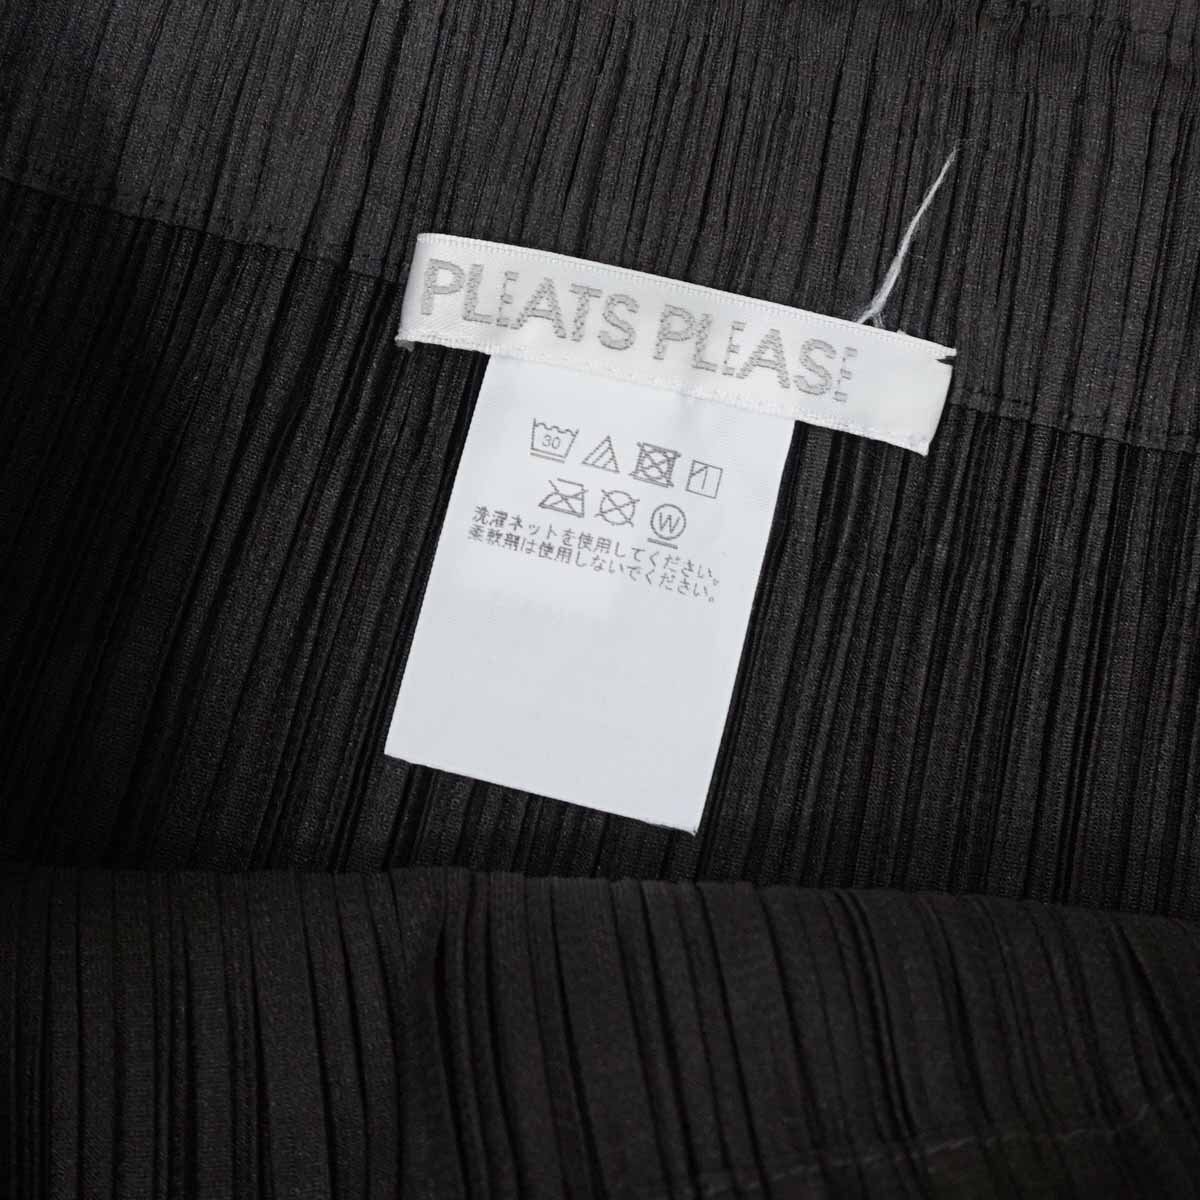 PLEATS PLEASE
30
W
洗濯ネットを使用してください。
柔軟剤は使用しないでください。